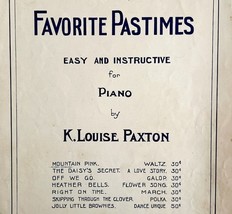 FAVORITE PASTIMES
EASY AND INSTRUCTIVE
for
PIANO
by
K. LOUISE PAXTON
MOUNTAIN PINK. WALTZ. 30¢
THE DAISY'S SECRET. A LOVE STORY. 30¢
OFF WE GO. GALOP. 30¢
HEATHER BELLS. FLOWER SONG. 30¢
RIGHT ON TIME. MARCH. 30¢
SKIPPING THROUGH THE CLOVER. POLKA. 30¢
JOLLY LITTLE BROWNIES. DANCE UNIQUE 50¢